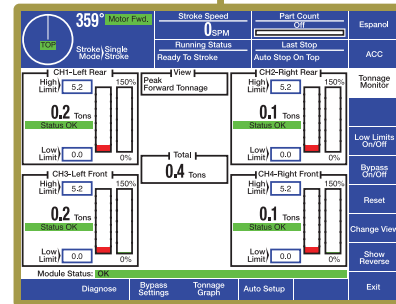 359° Motor Fwd.
TOP
Stroke Mode
Single Stroke
Stroke Speed
0SPM
Running Status
Ready To Stroke
Part Count
Off
Last Stop
Auto Stop On Top
Espanol
ACC
Tonnage Monitor
Low Limits On/Off
Bypass On/Off
Reset
Change View
Show Reverse
Exit
CH1-Left Rear
High Limit
5.2
150%
0.2 Tons
Status OK
Low Limit
0.0
0%
View
Peak
Forward Tonnage
CH2-Right Rear
High Limit
5.2
150%
0.1 Tons
Status OK
Low Limit
0.0
0%
Total
0.4 Tons
CH3-Left Front
High Limit
5.2
150%
0.2 Tons
Status OK
Low Limit
0.0
0%
CH4-Right Front
High Limit
5.2
150%
0.1 Tons
Status OK
Low Limit
0.0
0%
Module Status: OK
Diagnose
Bypass Settings
Tonnage Graph
Auto Setup